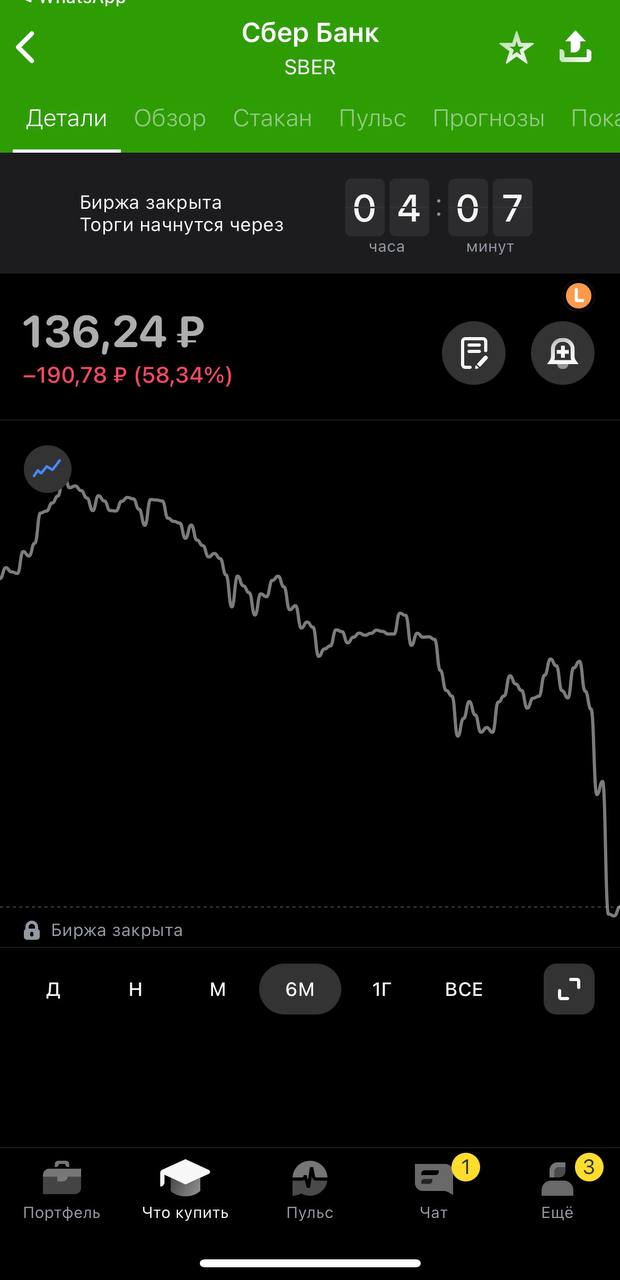 WhatsApp
Сбер Банк
SBER
Детали Обзор Стакан Пульс Прогнозы Пока
Биржа закрыта
Торги начнутся через
04:07
часа минут
L
136,24 ₽
−190,78 ₽ (58,34%)
Биржа закрыта
Д Н М 6М 1Г ВСЕ
1 3
Портфель Что купить Пульс Чат Ещё